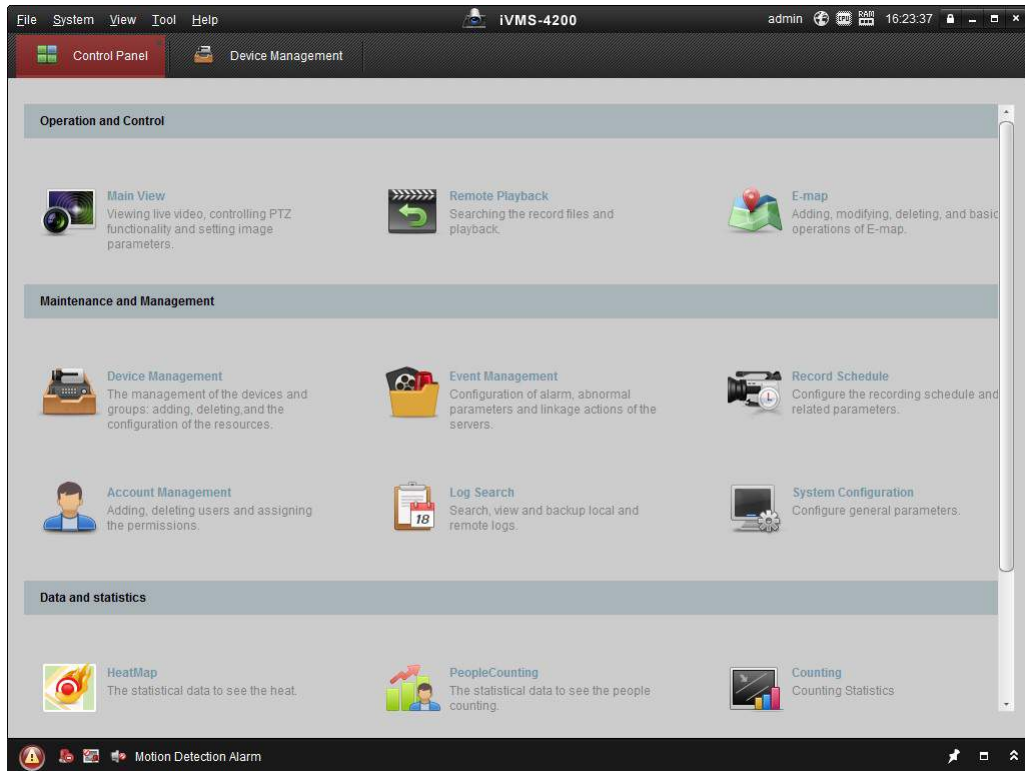 File System View Tool Help
iVMS-4200
admin CPU RAM 16:23:37
Control Panel
Device Management
Operation and Control
Main View
Viewing live video, controlling PTZ
functionality and setting image
parameters.
Remote Playback
Searching the record files and
playback.
E-map
Adding, modifying, deleting, and basic
operations of E-map.
Maintenance and Management
Device Management
The management of the devices and
groups: adding, deleting,and the
configuration of the resources.
Event Management
Configuration of alarm, abnormal
parameters and linkage actions of the
servers.
Record Schedule
Configure the recording schedule and
related parameters.
Account Management
Adding, deleting users and assigning
the permissions.
Log Search
Search, view and backup local and
remote logs.
18
System Configuration
Configure general parameters.
Data and statistics
HeatMap
The statistical data to see the heat.
PeopleCounting
The statistical data to see the people
counting.
Counting
Counting Statistics
Motion Detection Alarm